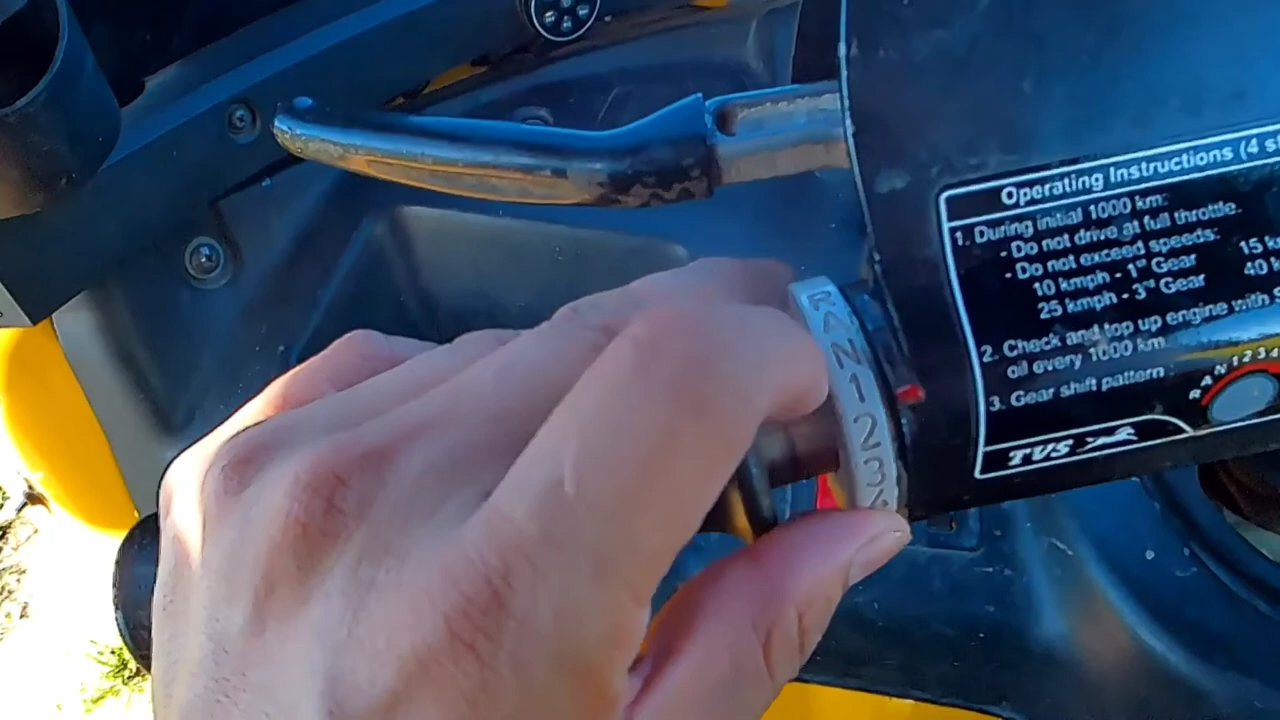 Operating Instructions (4
1. During initial 1000 km:
- Do not drive at full throttle.
- Do not exceed speeds:
10 kmph - 1st Gear 15
25 kmph - 3rd Gear 40
2. Check and top up engine with
oil every 1000 km.
3. Gear shift pattern :
R A N 1 2 3 4
TVS
R A N 1 2 3